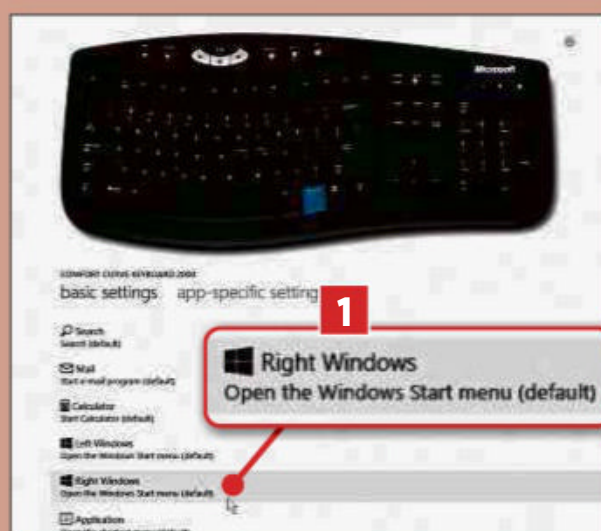 Microsoft
COMFORT CURVE KEYBOARD 2000
basic settings app-specific setting
1
Search
Search (default)
Mail
Start e-mail program (default)
Calculator
Start Calculator (default)
Left Windows
Open the Windows Start menu (default)
Right Windows
Open the Windows Start menu (default)
Right Windows
Open the Windows Start menu (default)
Application